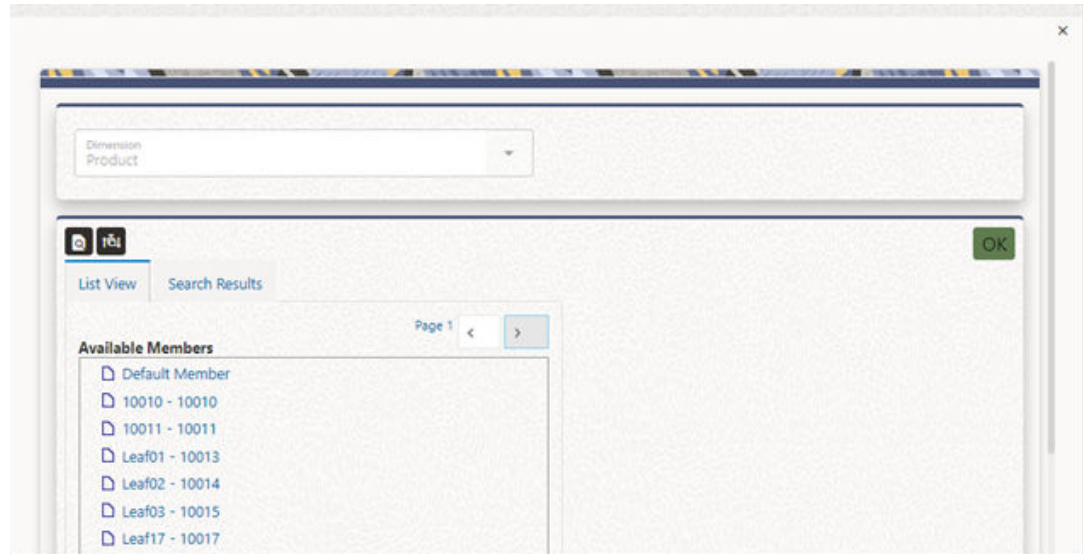 Dimension
Product
OK
List View Search Results
Page 1
Available Members
Default Member
10010 - 10010
10011 - 10011
Leaf01 - 10013
Leaf02 - 10014
Leaf03 - 10015
Leaf17 - 10017